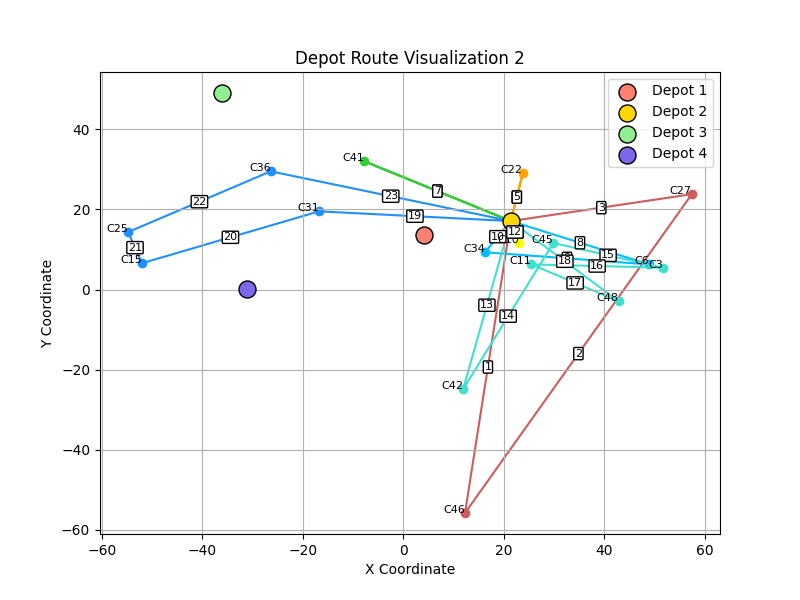 Depot Route Visualization 2
Depot 1
Depot 2
Depot 3
Depot 4
40
20
0
−20
−40
−60
Y Coordinate
C41
C36
C22
C27
C31
C25
C15
C34
C45
C11
C6
C3
C48
C42
C46
7
5
3
22
23
19
20
21
10
12
8
15
16
18
17
13
14
1
2
−60
−40
−20
0
20
40
60
X Coordinate